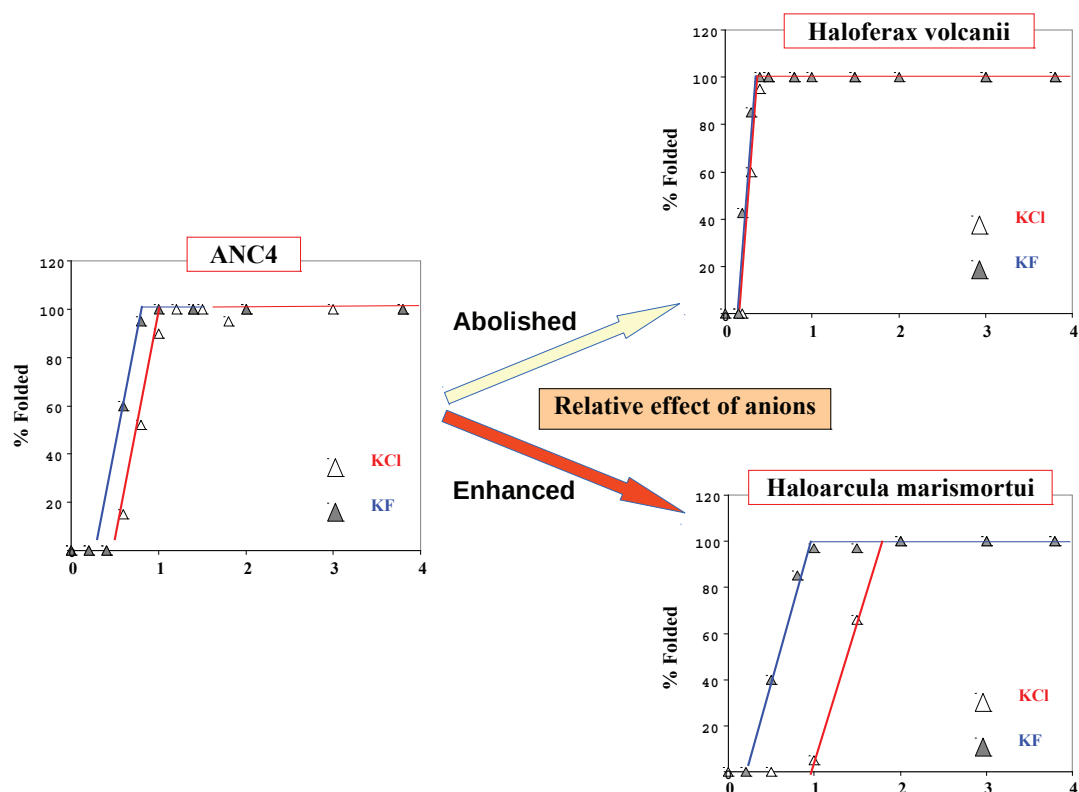 Haloferax volcanii
120
100
80
60
40
20
0 1 2 3 4
% Folded
KCl
KF
ANC4
120
100
80
60
40
20
0 1 2 3 4
% Folded
KCl
KF
Abolished
Relative effect of anions
Enhanced
Haloarcula marismortui
120
100
80
60
40
20
0 1 2 3 4
% Folded
KCl
KF